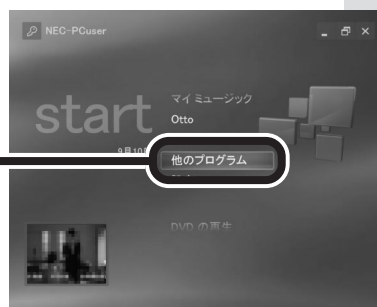 NEC-PCuser
start
マイ ミュージック
Otto
9月10
他のプログラム
DVD の再生